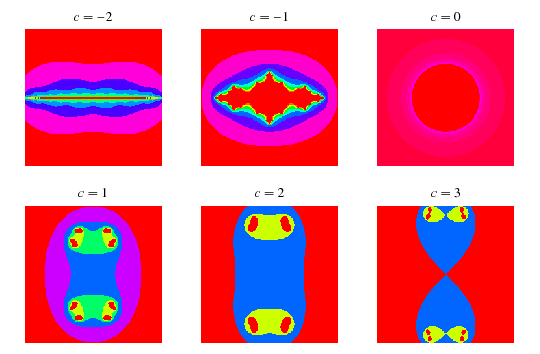 c = −2
c = −1
c = 0
c = 1
c = 2
c = 3